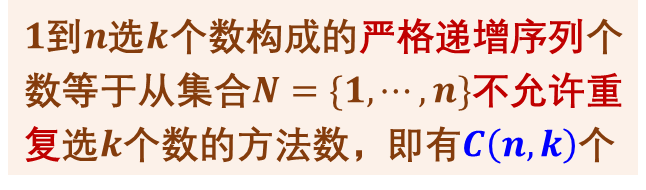 1到n选k个数构成的严格递增序列个
数等于从集合N = {1,⋯,n}不允许重
复选k个数的方法数，即有C(n,k)个